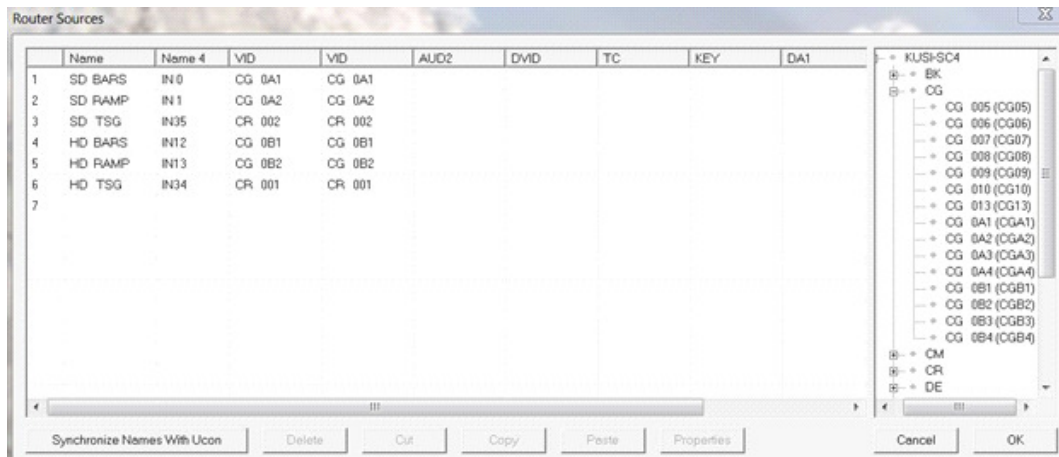 Router Sources
Name Name 4 VID VID AUD2 DVID TC KEY DA1
1 SD BARS IN 0 CG 0A1 CG 0A1
2 SD RAMP IN 1 CG 0A2 CG 0A2
3 SD TSG IN35 CR 002 CR 002
4 HD BARS IN12 CG 0B1 CG 0B1
5 HD RAMP IN13 CG 0B2 CG 0B2
6 HD TSG IN34 CR 001 CR 001
7
KUSI-SC4
BK
CG
CG 005 (CG05)
CG 006 (CG06)
CG 007 (CG07)
CG 008 (CG08)
CG 009 (CG09)
CG 010 (CG10)
CG 013 (CG13)
CG 0A1 (CGA1)
CG 0A2 (CGA2)
CG 0A3 (CGA3)
CG 0A4 (CGA4)
CG 0B1 (CGB1)
CG 0B2 (CGB2)
CG 0B3 (CGB3)
CG 0B4 (CGB4)
CM
CR
DE
Synchronize Names With Ucon Delete Cut Copy Paste Properties Cancel OK